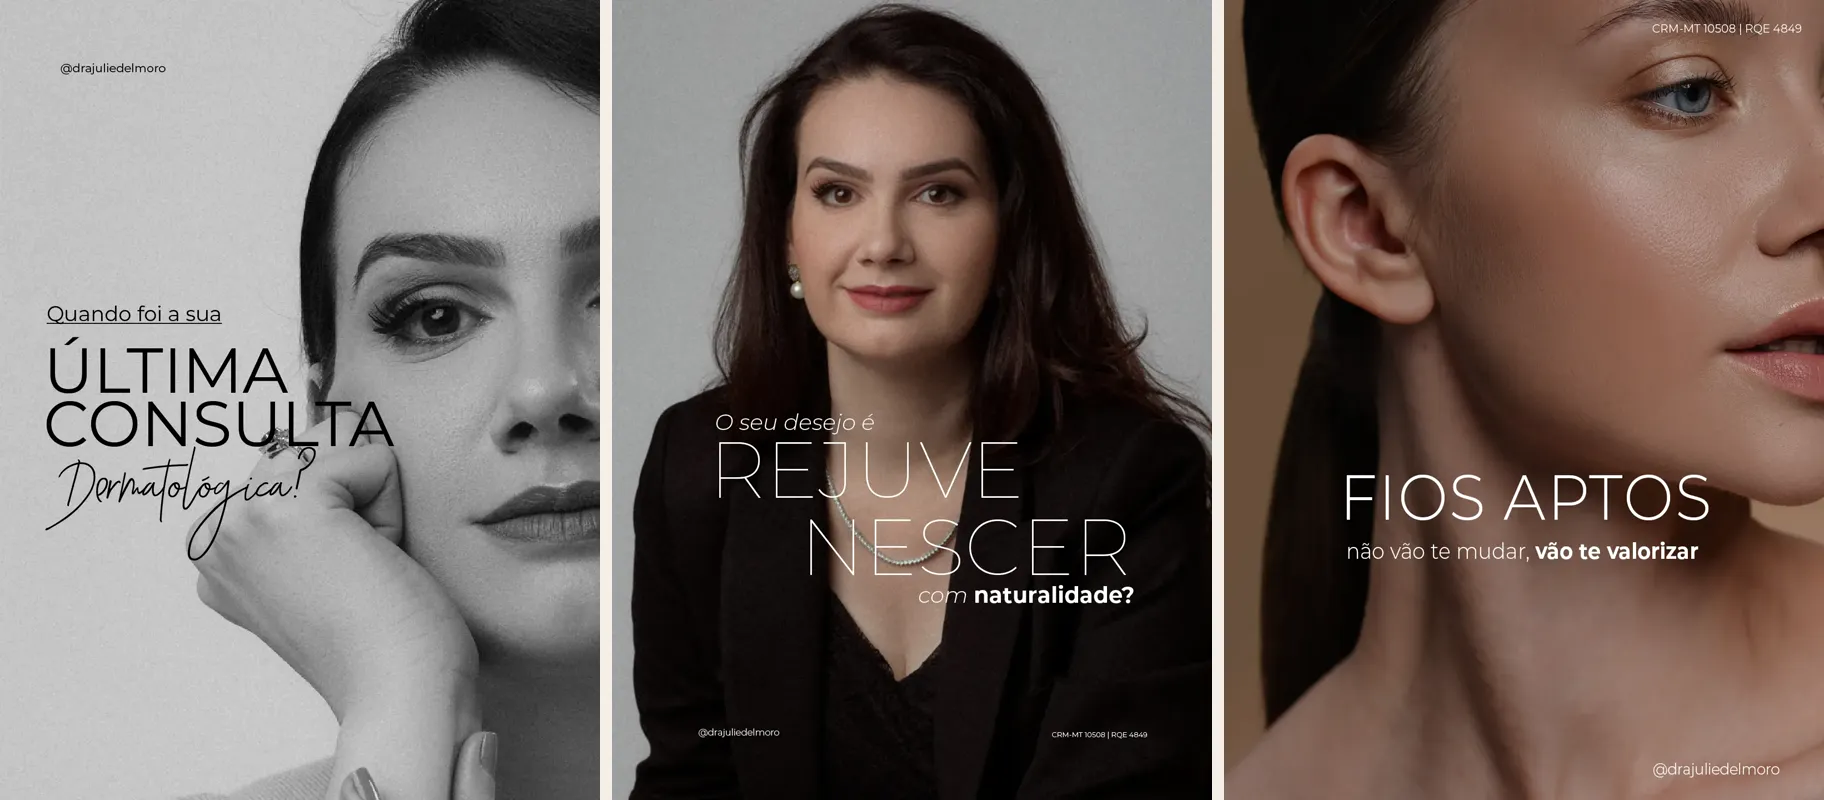 @drajuliedelmoro
Quando foi a sua
ÚLTIMA
CONSULTA
Dermatológica?
O seu desejo é
REJUVE
NESCER
com naturalidade?
@drajuliedelmoro
CRM-MT 10508 | RQE 4849
CRM-MT 10508 | RQE 4849
FIOS APTOS
não vão te mudar, vão te valorizar
@drajuliedelmoro